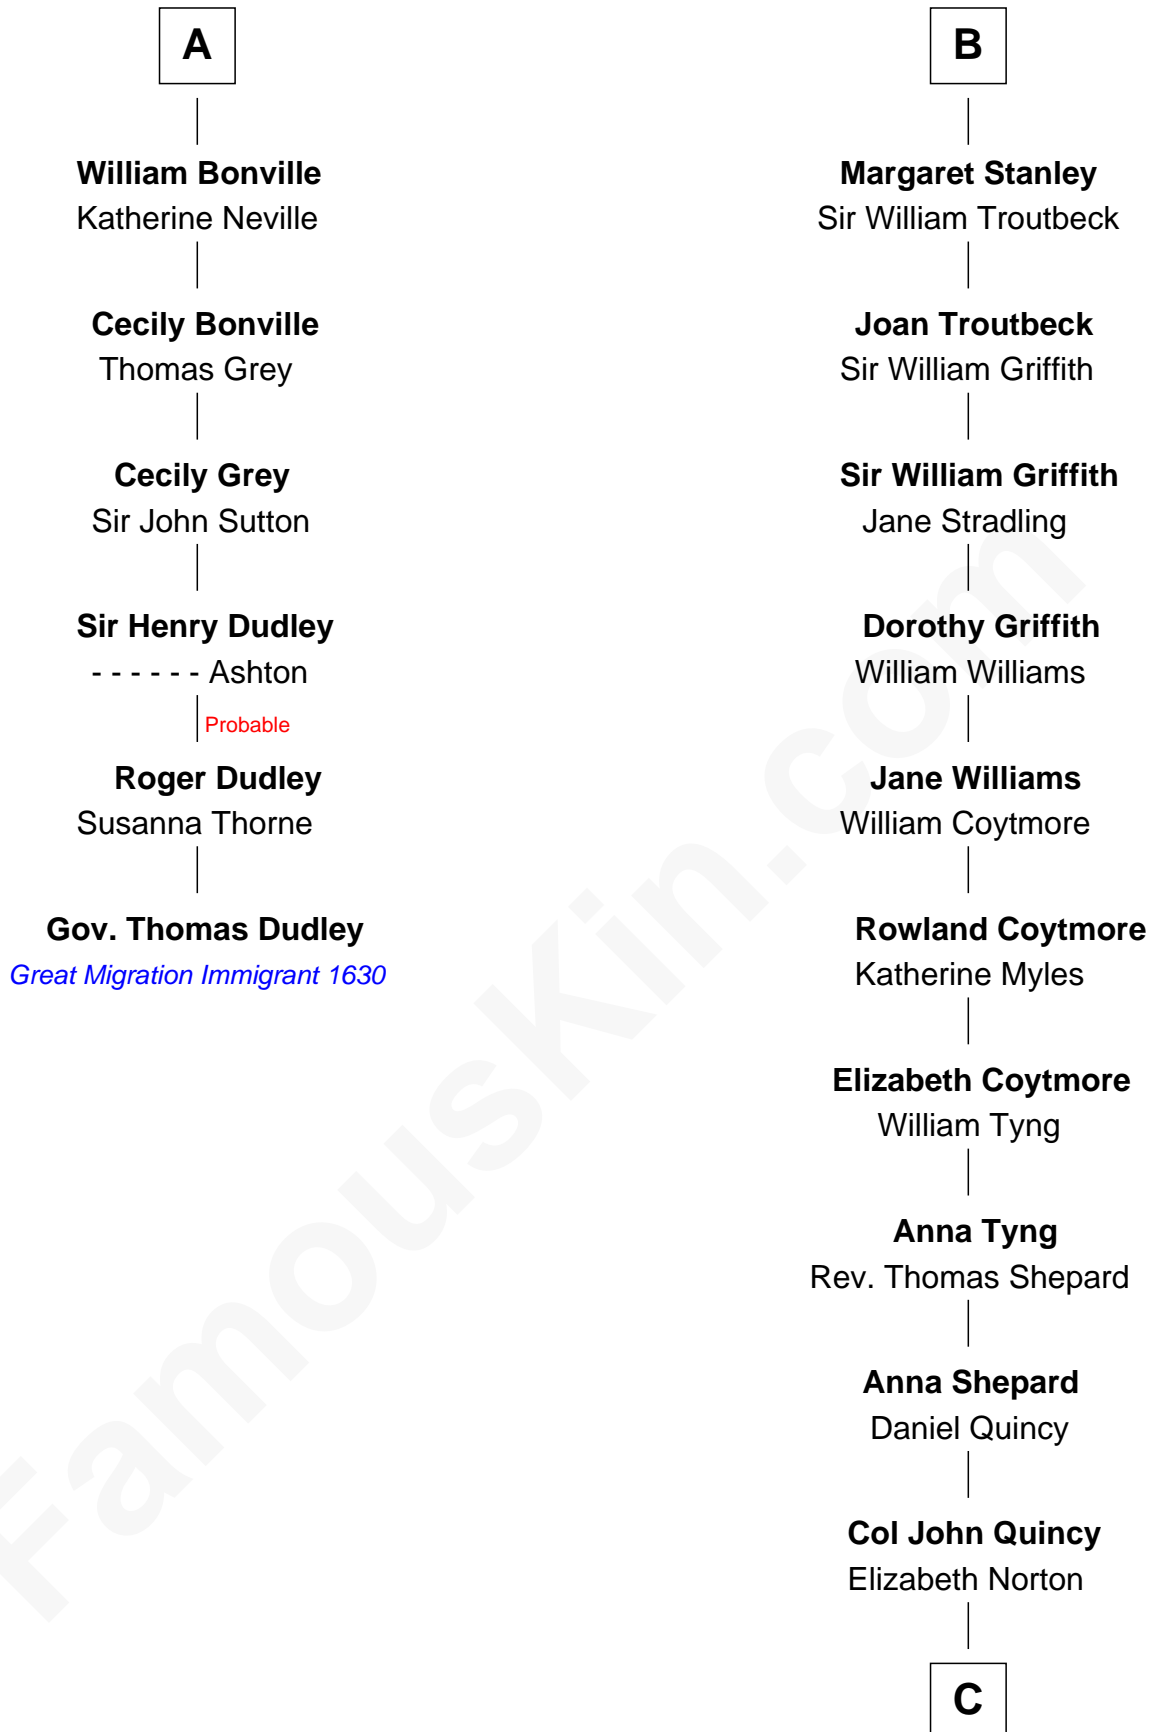 A
William Bonville
Katherine Neville
Cecily Bonville
Thomas Grey
Cecily Grey
Sir John Sutton
Sir Henry Dudley
- - - - - - Ashton
Probable
Roger Dudley
Susanna Thorne
Gov. Thomas Dudley
Great Migration Immigrant 1630
B
Margaret Stanley
Sir William Troutbeck
Joan Troutbeck
Sir William Griffith
Sir William Griffith
Jane Stradling
Dorothy Griffith
William Williams
Jane Williams
William Coytmore
Rowland Coytmore
Katherine Myles
Elizabeth Coytmore
William Tyng
Anna Tyng
Rev. Thomas Shepard
Anna Shepard
Daniel Quincy
Col John Quincy
Elizabeth Norton
C
FamousKin.com